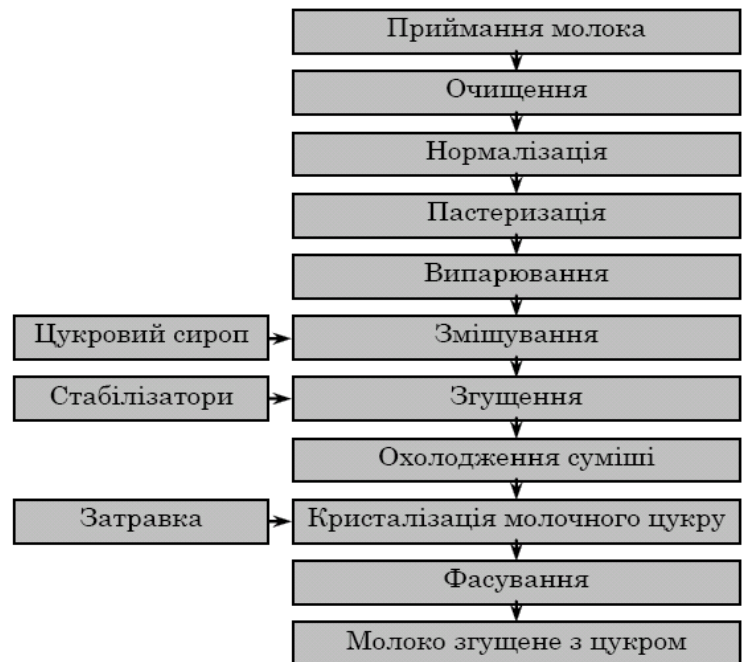 Приймання молока
Очищення
Нормалізація
Пастеризація
Випарювання
Цукровий сироп
Змішування
Стабілізатори
Згущення
Охолодження суміші
Затравка
Кристалізація молочного цукру
Фасування
Молоко згущене з цукром